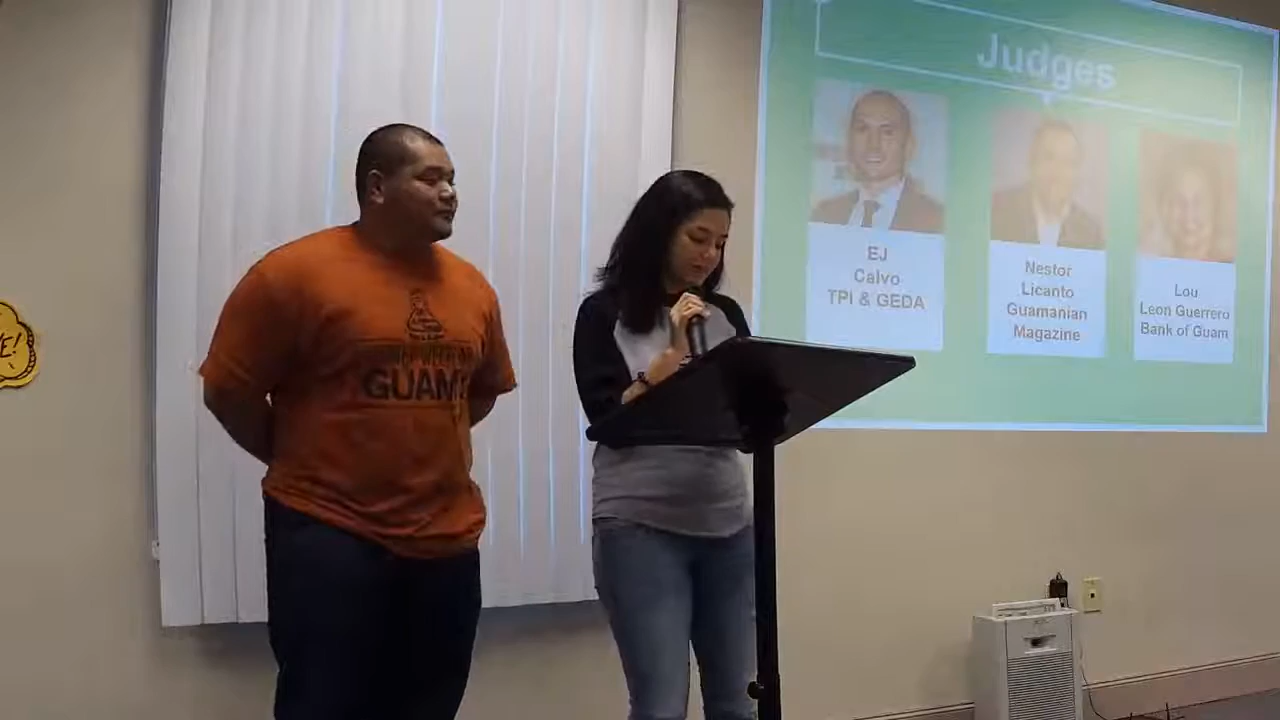 Judges
EJ
Calvo
TPI & GEDA
Nestor
Licanto
Guamanian
Magazine
Lou
Leon Guerrero
Bank of Guam
GUAM
E!